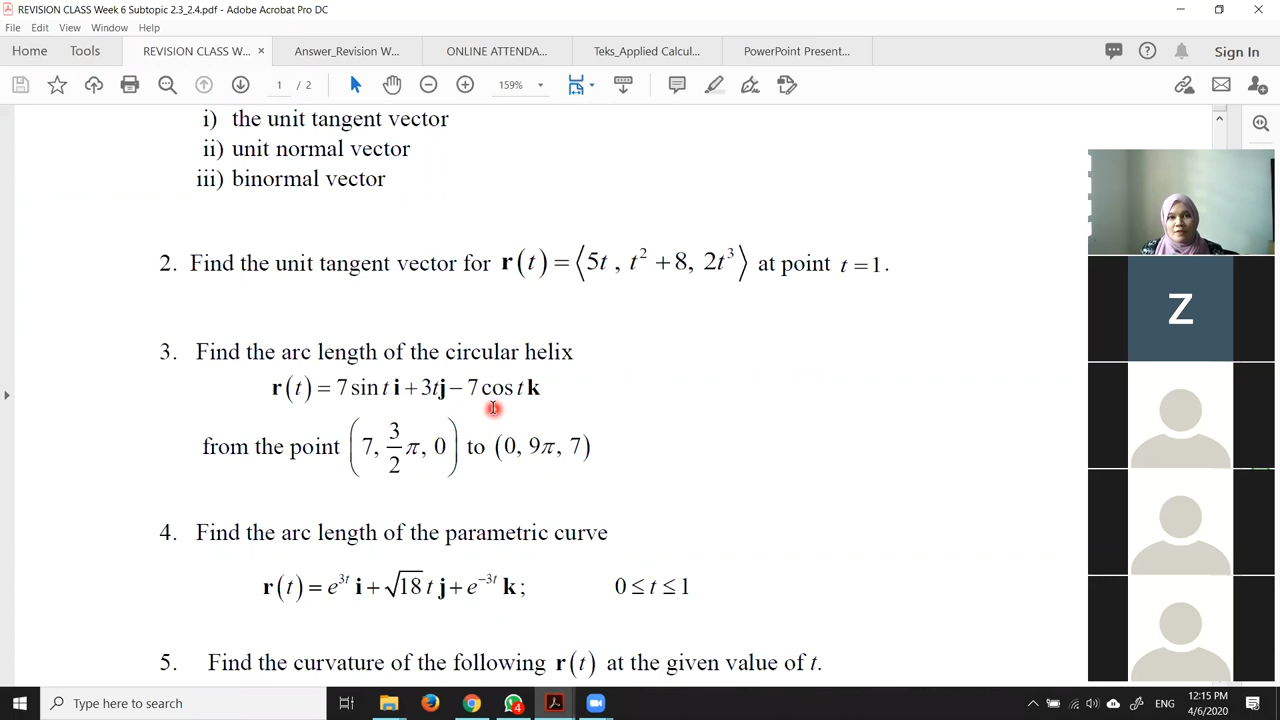 REVISION CLASS Week 6 Subtopic 2.3_2.4.pdf - Adobe Acrobat Pro DC
File Edit View Window Help
Home Tools REVISION CLASS W... × Answer_Revision W... ONLINE ATTENDA... Teks_Applied Calcul... PowerPoint Present... Sign In
1 / 2 159%
i) the unit tangent vector
ii) unit normal vector
iii) binormal vector
2. Find the unit tangent vector for r(t) = ⟨5t , t² + 8, 2t³⟩ at point t = 1.
3. Find the arc length of the circular helix
r(t) = 7 sin t i + 3t j − 7 cos t k
from the point (7, 3/2 π, 0) to (0, 9π, 7)
4. Find the arc length of the parametric curve
r(t) = e³ᵗ i + √18 t j + e⁻³ᵗ k ; 0 ≤ t ≤ 1
5. Find the curvature of the following r(t) at the given value of t.
Z
Type here to search
4
ENG
12:15 PM
4/6/2020